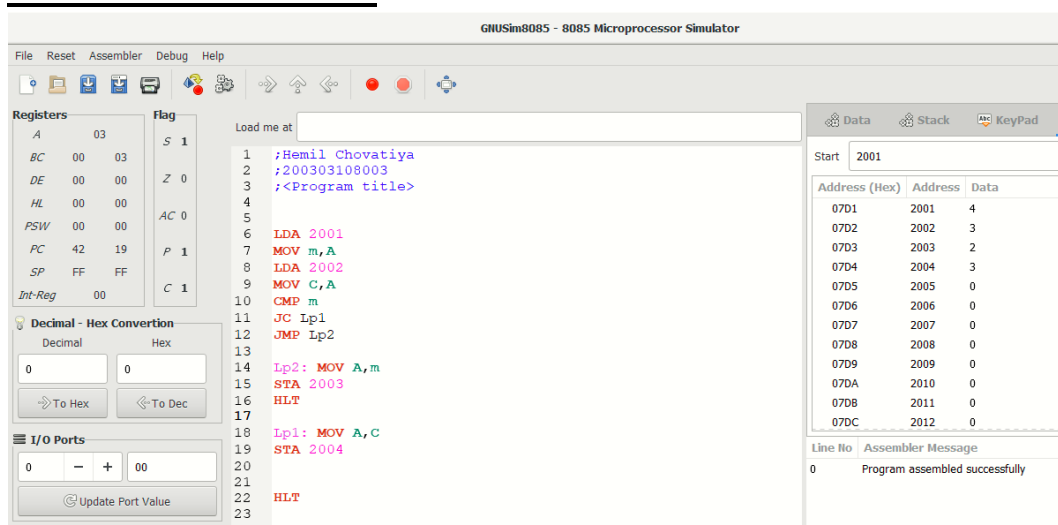 GNUSim8085 - 8085 Microprocessor Simulator
File Reset Assembler Debug Help
Registers
A 03
BC 00 03
DE 00 00
HL 00 00
PSW 00 00
PC 42 19
SP FF FF
Int-Reg 00
Flag
S 1
Z 0
AC 0
P 1
C 1
Decimal - Hex Convertion
Decimal Hex
0 0
To Hex To Dec
I/O Ports
0 − + 00
Update Port Value
Load me at
1 ;Hemil Chovatiya
2 ;200303108003
3 ;<Program title>
4
5
6 LDA 2001
7 MOV m,A
8 LDA 2002
9 MOV C,A
10 CMP m
11 JC Lp1
12 JMP Lp2
13
14 Lp2: MOV A,m
15 STA 2003
16 HLT
17
18 Lp1: MOV A,C
19 STA 2004
20
21
22 HLT
23
Data Stack Abc KeyPad
Start 2001
Address (Hex) Address Data
07D1 2001 4
07D2 2002 3
07D3 2003 2
07D4 2004 3
07D5 2005 0
07D6 2006 0
07D7 2007 0
07D8 2008 0
07D9 2009 0
07DA 2010 0
07DB 2011 0
07DC 2012 0
Line No Assembler Message
0 Program assembled successfully